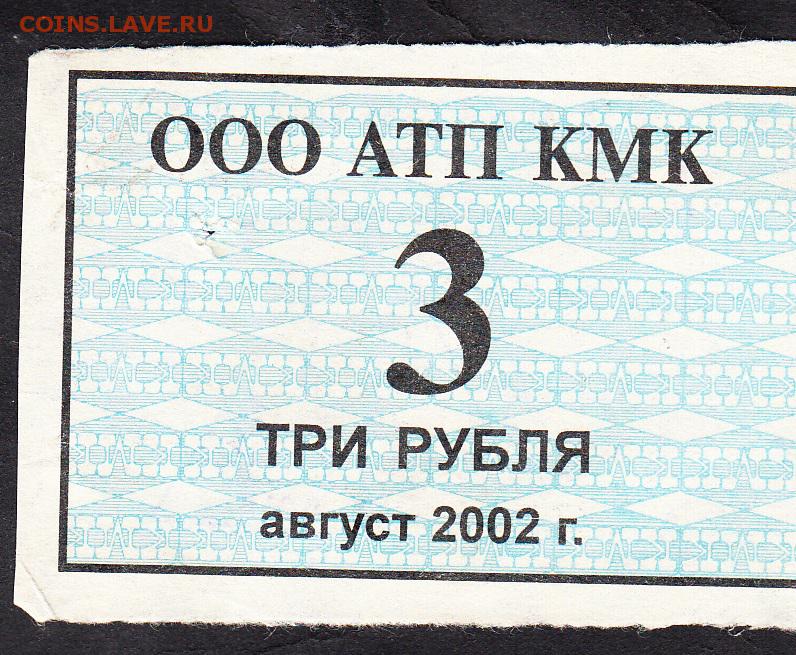 COINS.LAVE.RU
ООО АТП КМК
3
ТРИ РУБЛЯ
август 2002 г.